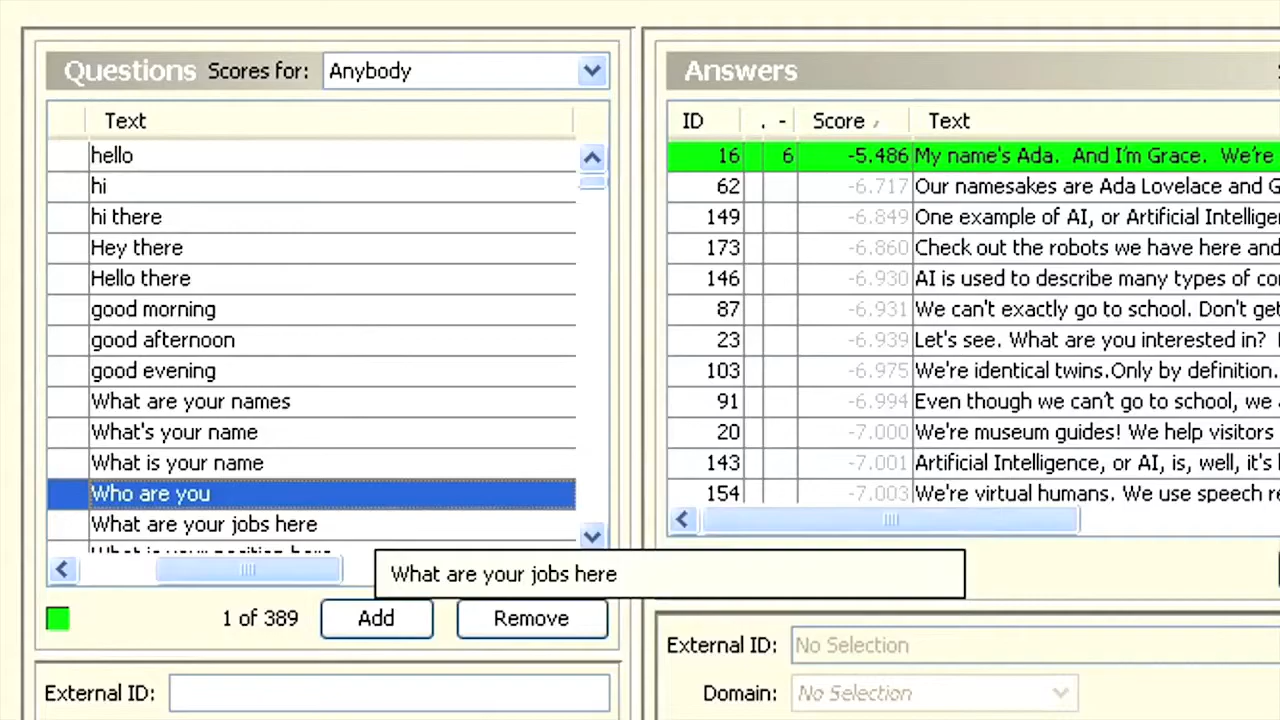 Questions Scores for: Anybody
Text
hello
hi
hi there
Hey there
Hello there
good morning
good afternoon
good evening
What are your names
What's your name
What is your name
Who are you
What are your jobs here
What is your position here
What are your jobs here
1 of 389 Add Remove
External ID:
Answers
ID . - Score Text
16 6 -5.486 My name's Ada. And I'm Grace. We're
62 -6.717 Our namesakes are Ada Lovelace and G
149 -6.849 One example of AI, or Artificial Intelliger
173 -6.860 Check out the robots we have here and
146 -6.930 AI is used to describe many types of co
87 -6.931 We can't exactly go to school. Don't get
23 -6.939 Let's see. What are you interested in?
103 -6.975 We're identical twins.Only by definition.
91 -6.994 Even though we can't go to school, we a
20 -7.000 We're museum guides! We help visitors
143 -7.001 Artificial Intelligence, or AI, is, well, it's
154 -7.003 We're virtual humans. We use speech re
External ID: No Selection
Domain: No Selection